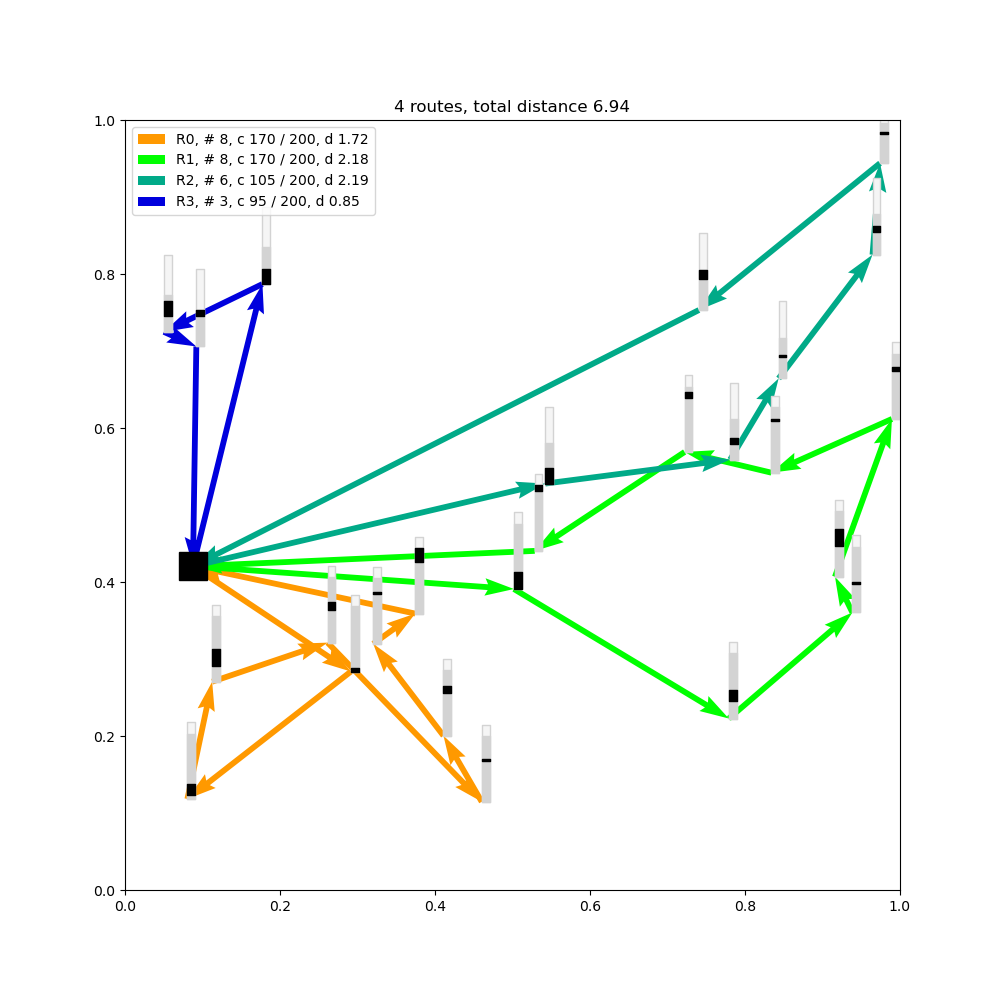 4 routes, total distance 6.94
R0, # 8, c 170 / 200, d 1.72
R1, # 8, c 170 / 200, d 2.18
R2, # 6, c 105 / 200, d 2.19
R3, # 3, c 95 / 200, d 0.85
1.0
0.8
0.6
0.4
0.2
0.0
0.0 0.2 0.4 0.6 0.8 1.0